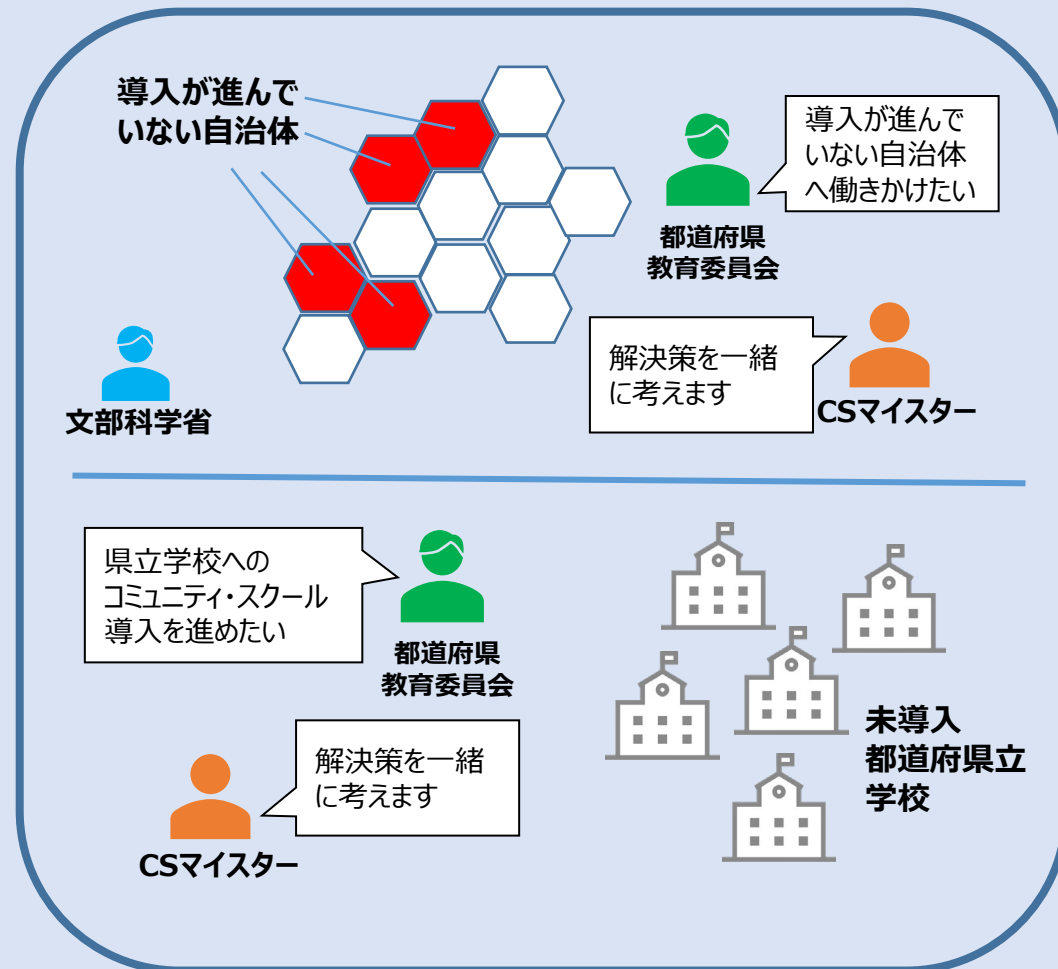 導入が進んで
いない自治体
導入が進んで
いない自治体
へ働きかけたい
都道府県
教育委員会
解決策を一緒
に考えます
CSマイスター
文部科学省
県立学校への
コミュニティ・スクール
導入を進めたい
都道府県
教育委員会
未導入
都道府県立
学校
解決策を一緒
に考えます
CSマイスター